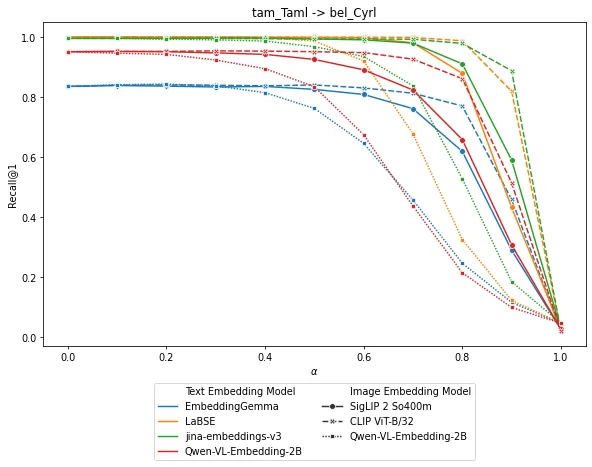 tam_Taml -> bel_Cyrl
1.0
0.8
0.6
0.4
0.2
0.0
Recall@1
0.0 0.2 0.4 0.6 0.8 1.0
α
Text Embedding Model Image Embedding Model
EmbeddingGemma SigLIP 2 So400m
LaBSE CLIP ViT-B/32
jina-embeddings-v3 Qwen-VL-Embedding-2B
Qwen-VL-Embedding-2B